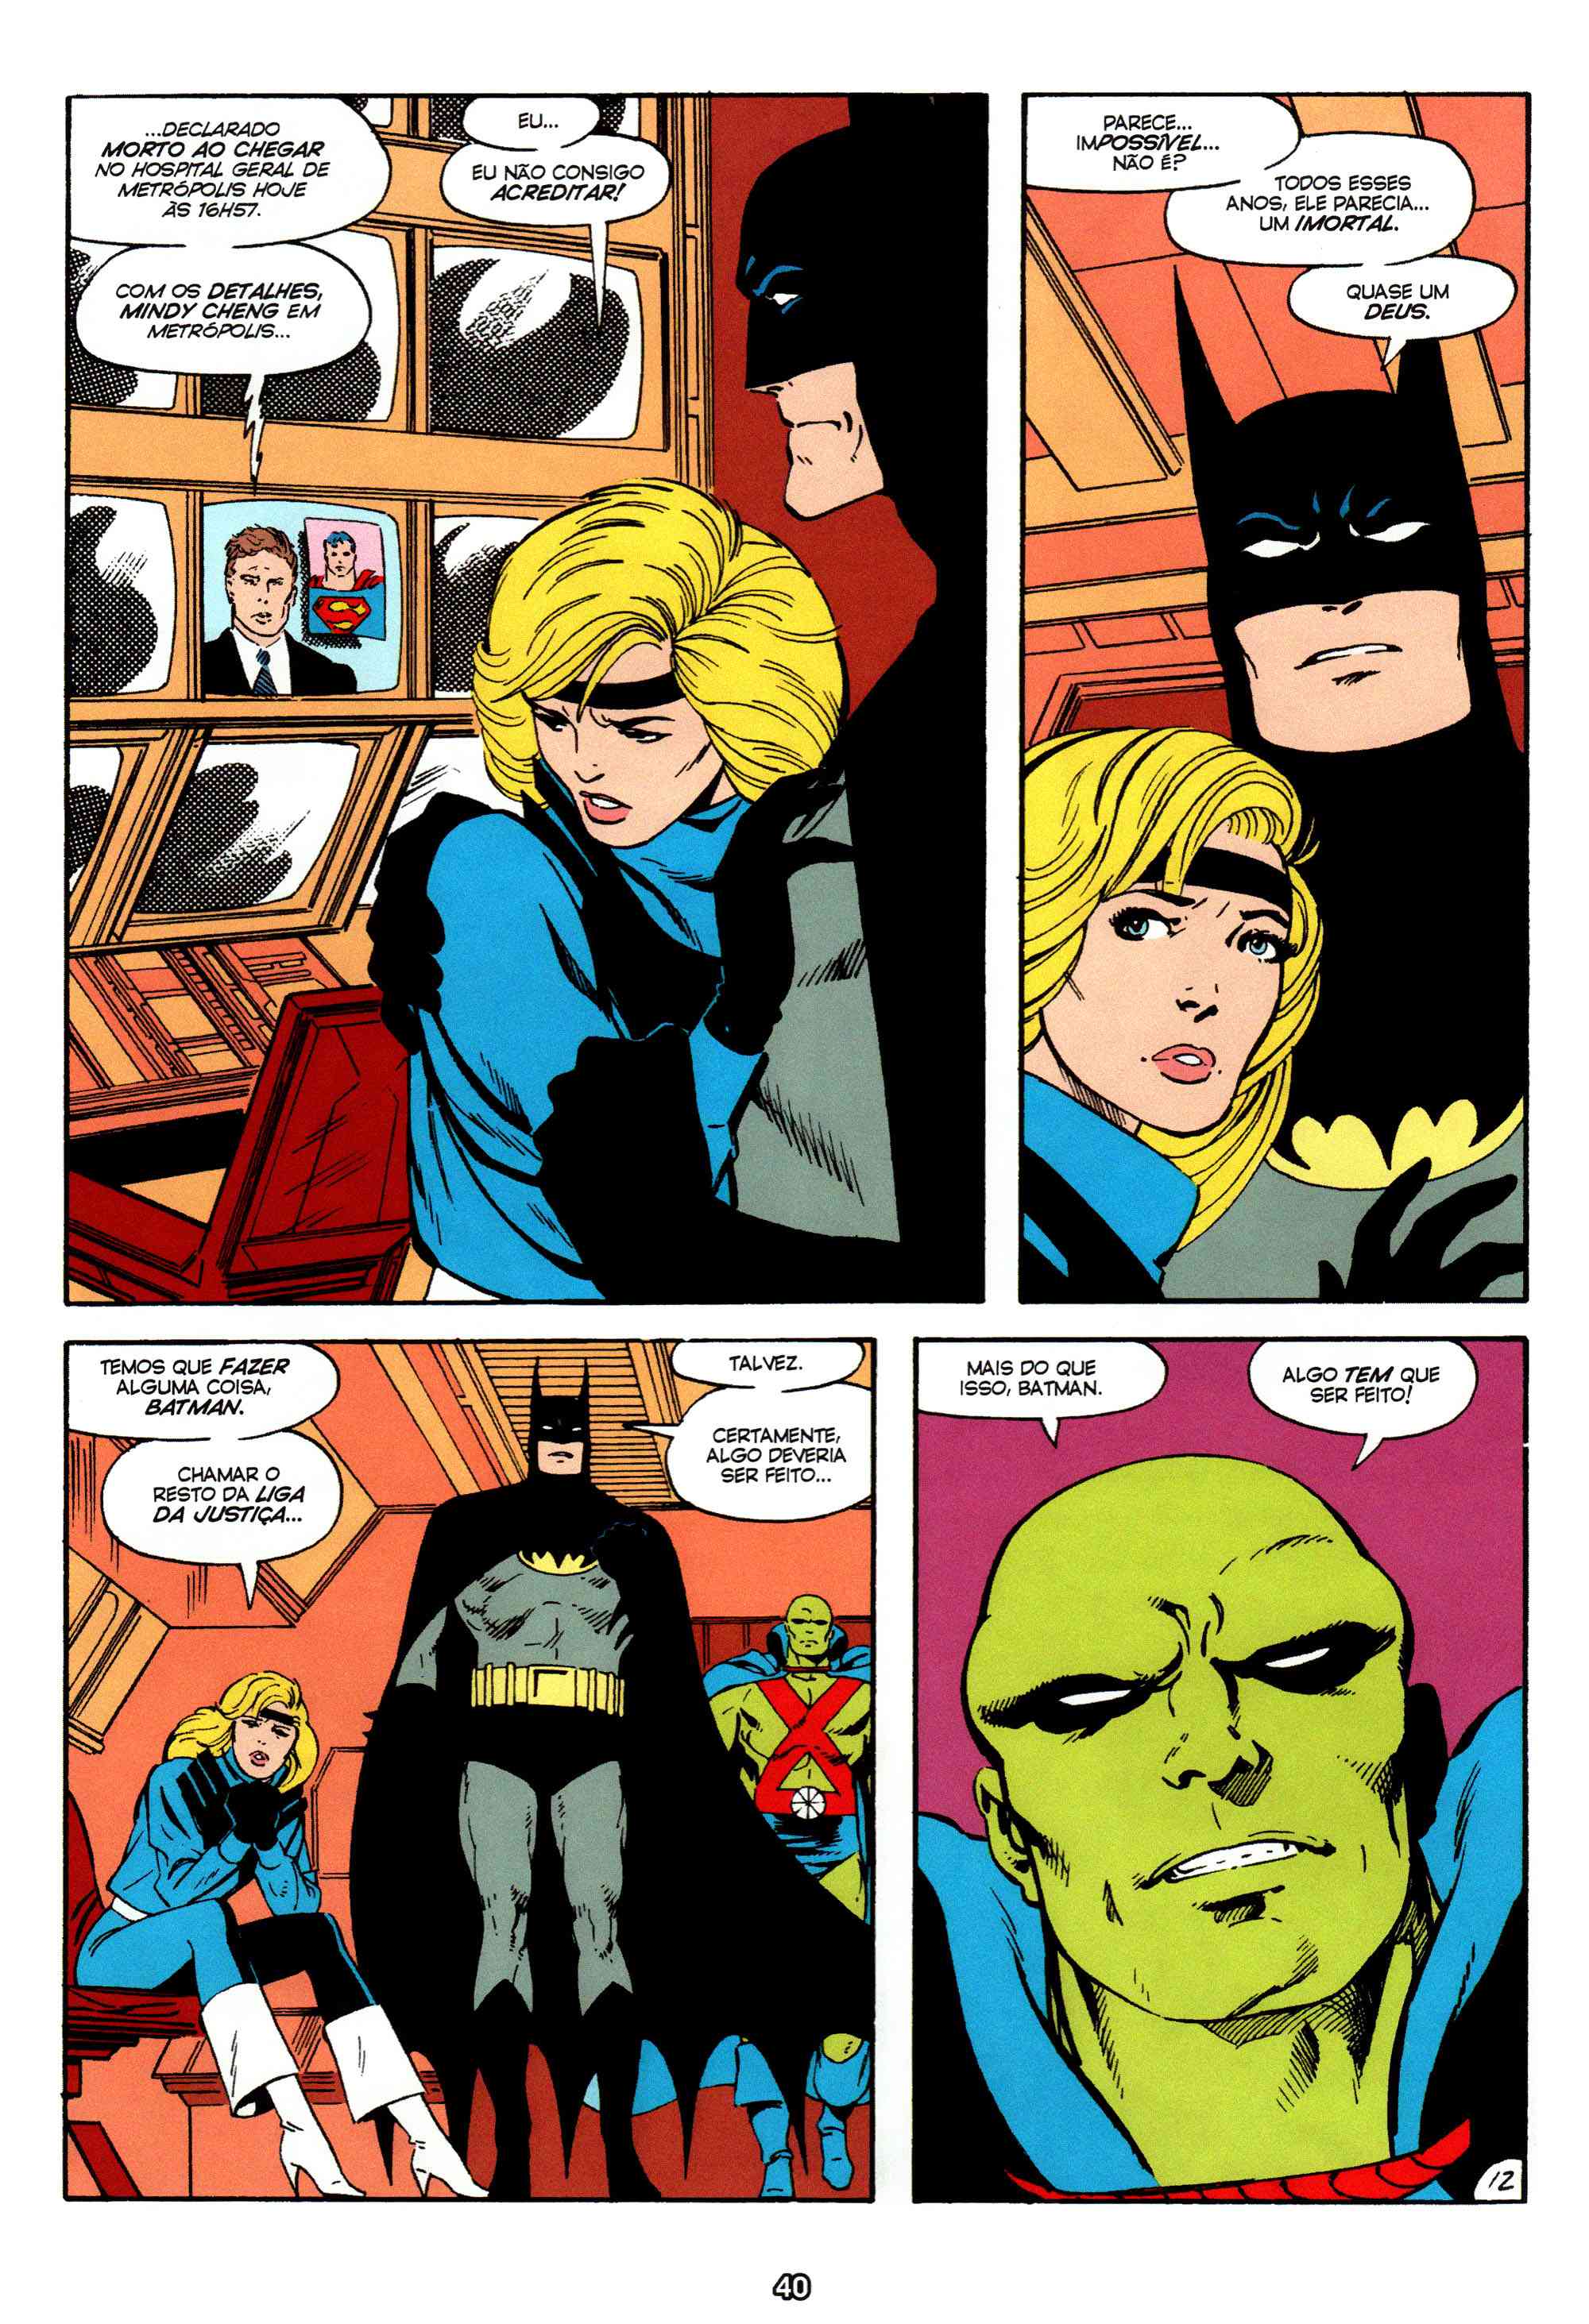 ...DECLARADO
MORTO AO CHEGAR
NO HOSPITAL GERAL DE
METRÓPOLIS HOJE
ÀS 16H57.
COM OS DETALHES,
MINDY CHENG EM
METRÓPOLIS...
EU...
EU NÃO CONSIGO
ACREDITAR!
PARECE...
IMPOSSÍVEL...
NÃO É?
TODOS ESSES
ANOS, ELE PARECIA...
UM IMORTAL.
QUASE UM
DEUS.
TEMOS QUE FAZER
ALGUMA COISA,
BATMAN.
CHAMAR O
RESTO DA LIGA
DA JUSTIÇA...
TALVEZ.
CERTAMENTE,
ALGO DEVERIA
SER FEITO...
MAIS DO QUE
ISSO, BATMAN.
ALGO TEM QUE
SER FEITO!
12
40